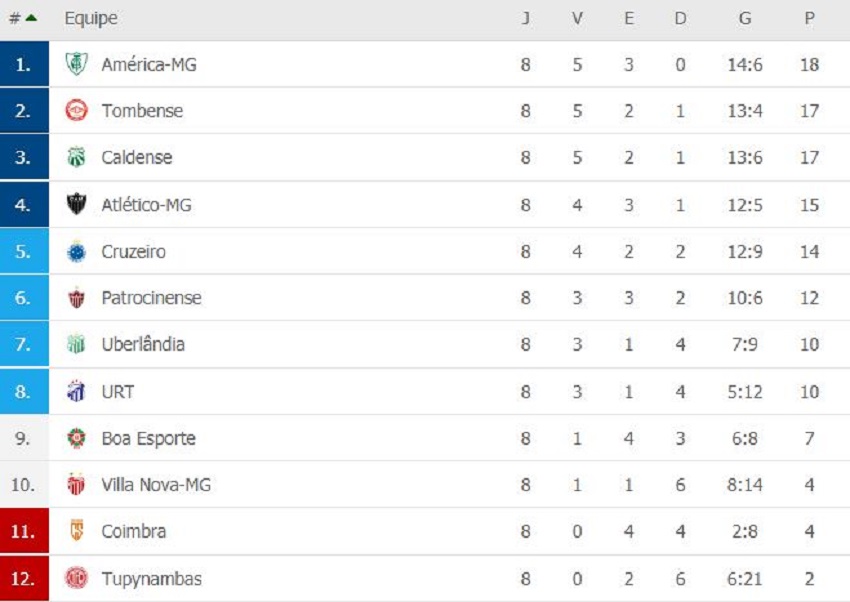 # Equipe J V E D G P
1. América-MG 8 5 3 0 14:6 18
2. Tombense 8 5 2 1 13:4 17
3. Caldense 8 5 2 1 13:6 17
4. Atlético-MG 8 4 3 1 12:5 15
5. Cruzeiro 8 4 2 2 12:9 14
6. Patrocinense 8 3 3 2 10:6 12
7. Uberlândia 8 3 1 4 7:9 10
8. URT 8 3 1 4 5:12 10
9. Boa Esporte 8 1 4 3 6:8 7
10. Villa Nova-MG 8 1 1 6 8:14 4
11. Coimbra 8 0 4 4 2:8 4
12. Tupynambas 8 0 2 6 6:21 2